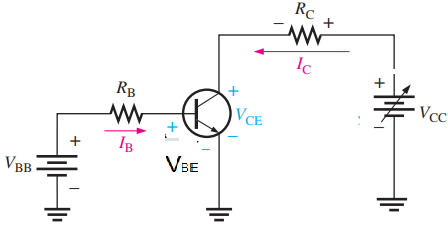 R_C
− +
I_C
R_B
+
+ V_CE
V_CC
+
I_B
−
−
+
V_BB
−
V_BE
−